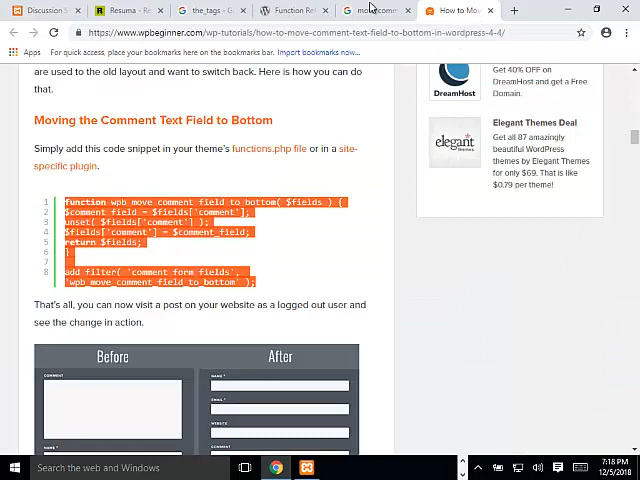 Discussion S
Resuma - R
the_tags - G
Function Re
move comm
How to Mov
https://www.wpbeginner.com/wp-tutorials/how-to-move-comment-text-field-to-bottom-in-wordpress-4-4/
Apps
For quick access, place your bookmarks here on the bookmarks bar. Import bookmarks now...
are used to the old layout and want to switch back. Here is how you can do
that.
Moving the Comment Text Field to Bottom
Simply add this code snippet in your theme's functions.php file or in a site-
specific plugin.
1 function wpb_move_comment_field_to_bottom( $fields ) {
2 $comment_field = $fields['comment'];
3 unset( $fields['comment'] );
4 $fields['comment'] = $comment_field;
5 return $fields;
6 }
7
8 add_filter( 'comment_form_fields',
'wpb_move_comment_field_to_bottom' );
That's all, you can now visit a post on your website as a logged out user and
see the change in action.
Before
After
COMMENT
NAME *
NAME *
EMAIL *
WEBSITE
COMMENT
DreamHost
Get 40% OFF on
DreamHost and get a Free
Domain.
elegant
Elegant Themes Deal
Get all 87 amazingly
beautiful WordPress
themes by Elegant Themes
for only $69. That is like
$0.79 per theme!
Search the web and Windows
7:18 PM
12/5/2018